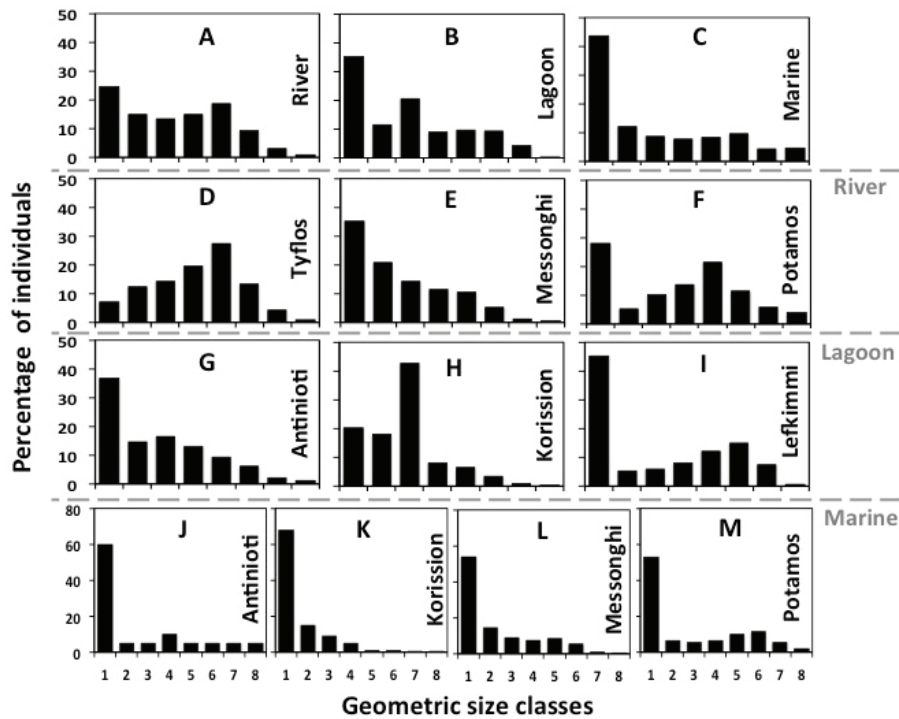 50 A B C
40 River Lagoon Marine
30
20
10
0
River
50 D E F
40 Tyflos Messonghi Potamos
30
20
10
0
Lagoon
50 G H I
40 Antinioti Korission Lefkimmi
30
20
10
0
Marine
80 J K L M
60 Antinioti Korission Messonghi Potamos
40
20
0
1 2 3 4 5 6 7 8 1 2 3 4 5 6 7 8 1 2 3 4 5 6 7 8 1 2 3 4 5 6 7 8
Percentage of individuals
Geometric size classes